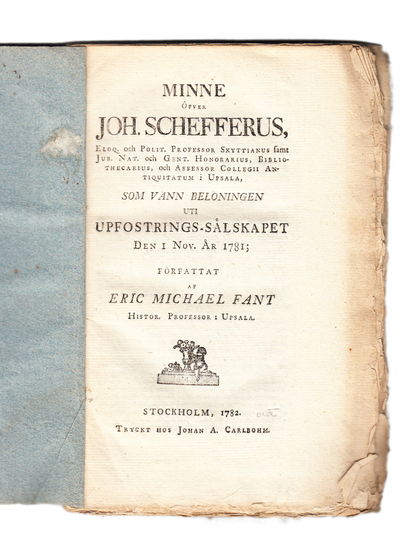 MINNE
ÖFVER
JOH. SCHEFFERUS,
ELOQ. och POLIT. PROFESSOR SKYTTIANUS samt
JUR. NAT. och GENT. HONORARIUS, BIBLIO-
THECARIUS, och ASSESSOR COLLEGII AN-
TIQUITATUM i UPSALA,
SOM VANN BELÖNINGEN
UTI
UPFOSTRINGS-SÅLSKAPET
DEN 1 NOV. ÅR 1781;
FÖRFATTAT
AF
ERIC MICHAEL FANT
HISTOR. PROFESSOR I UPSALA.
STOCKHOLM, 1782.
TRYCKT HOS JOHAN A. CARLBOHM.